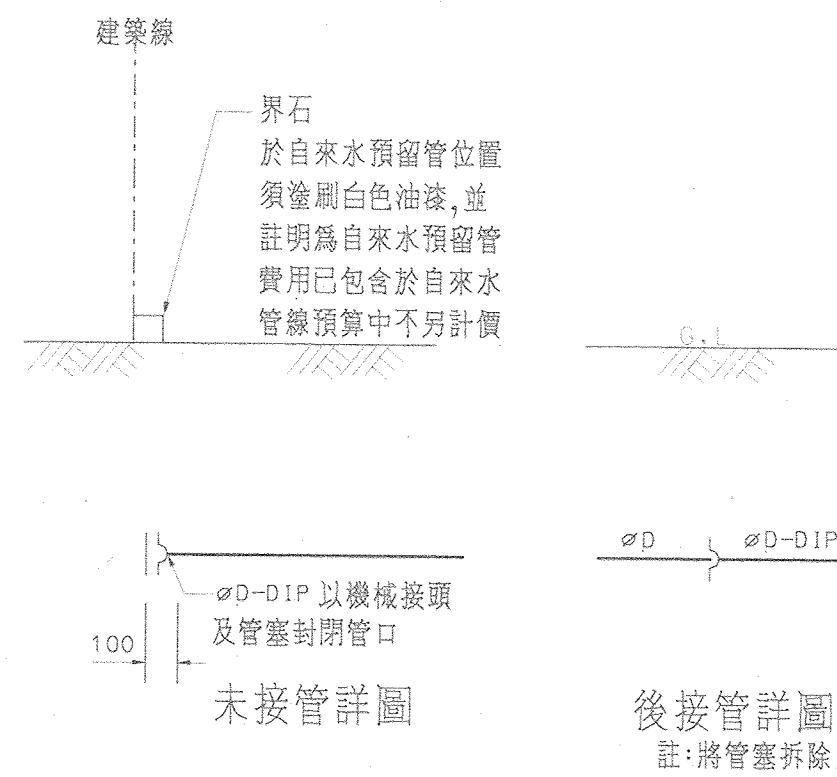 建築線
界石
於自來水預留管位置
須塗刷白色油漆,並
註明為自來水預留管
費用已包含於自來水
管線預算中不另計價
G.L
øD-DIP 以機械接頭
及管塞封閉管口
100
未接管詳圖
øD øD-DIP
後接管詳圖
註:將管塞拆除